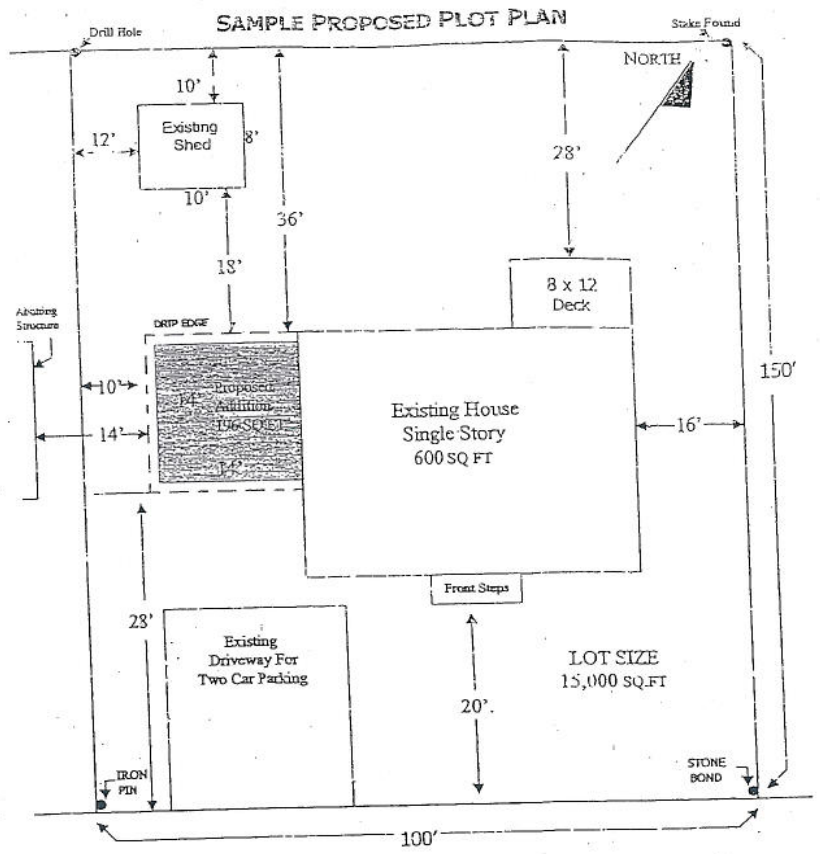 SAMPLE PROPOSED PLOT PLAN
Drill Hole
Stake Found
NORTH
10'
Existing
Shed
8'
12'
10'
28'
36'
18'
8 x 12
Deck
Abutting
Structure
DRIP EDGE
150'
10'
14'
Proposed
Addition
196 SQ FT
14'
14'
Existing House
Single Story
600 SQ FT
16'
Front Steps
28'
Existing
Driveway For
Two Car Parking
LOT SIZE
15,000 SQ.FT
20'.
IRON
PIN
STONE
BOND
100'